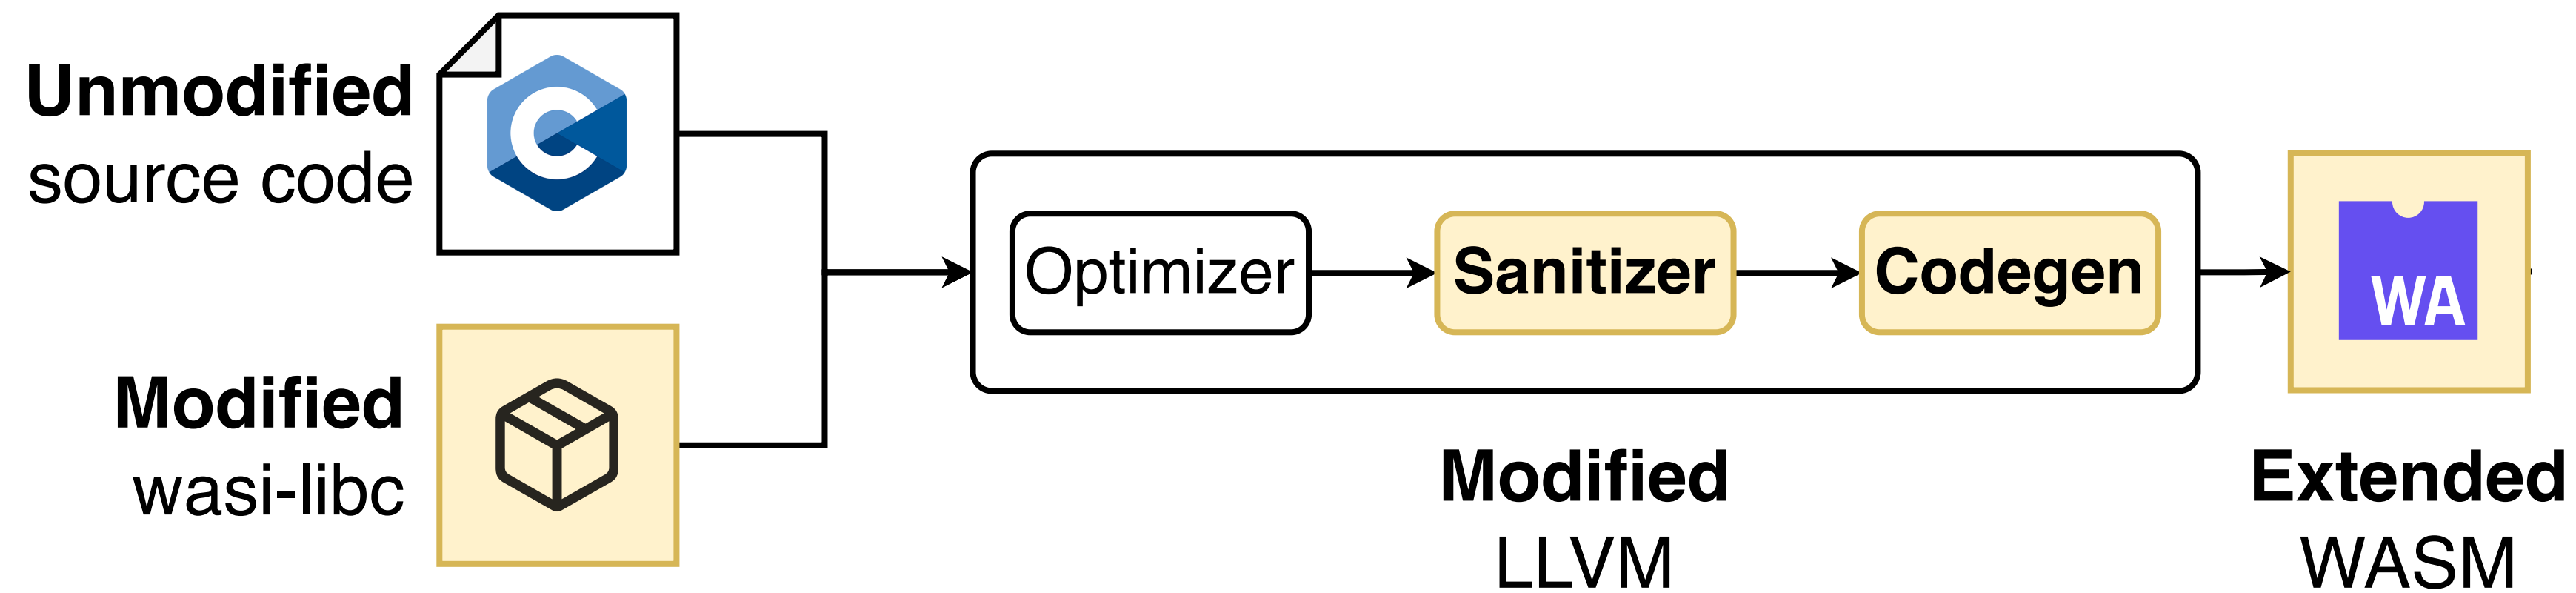 Unmodified
source code
Modified
wasi-libc
Optimizer
Sanitizer
Codegen
Modified
LLVM
WA
Extended
WASM